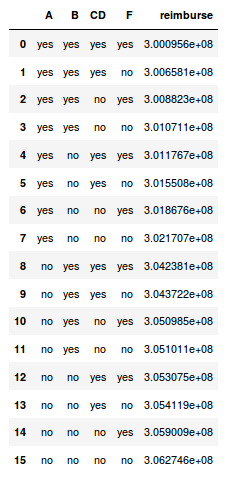 A B CD F reimburse
0 yes yes yes yes 3.000956e+08
1 yes yes yes no 3.006581e+08
2 yes yes no yes 3.008823e+08
3 yes yes no no 3.010711e+08
4 yes no yes yes 3.011767e+08
5 yes no yes no 3.015508e+08
6 yes no no yes 3.018676e+08
7 yes no no no 3.021707e+08
8 no yes yes yes 3.042381e+08
9 no yes yes no 3.043722e+08
10 no yes no yes 3.050985e+08
11 no yes no no 3.051011e+08
12 no no yes yes 3.053075e+08
13 no no yes no 3.054119e+08
14 no no no yes 3.059009e+08
15 no no no no 3.062746e+08